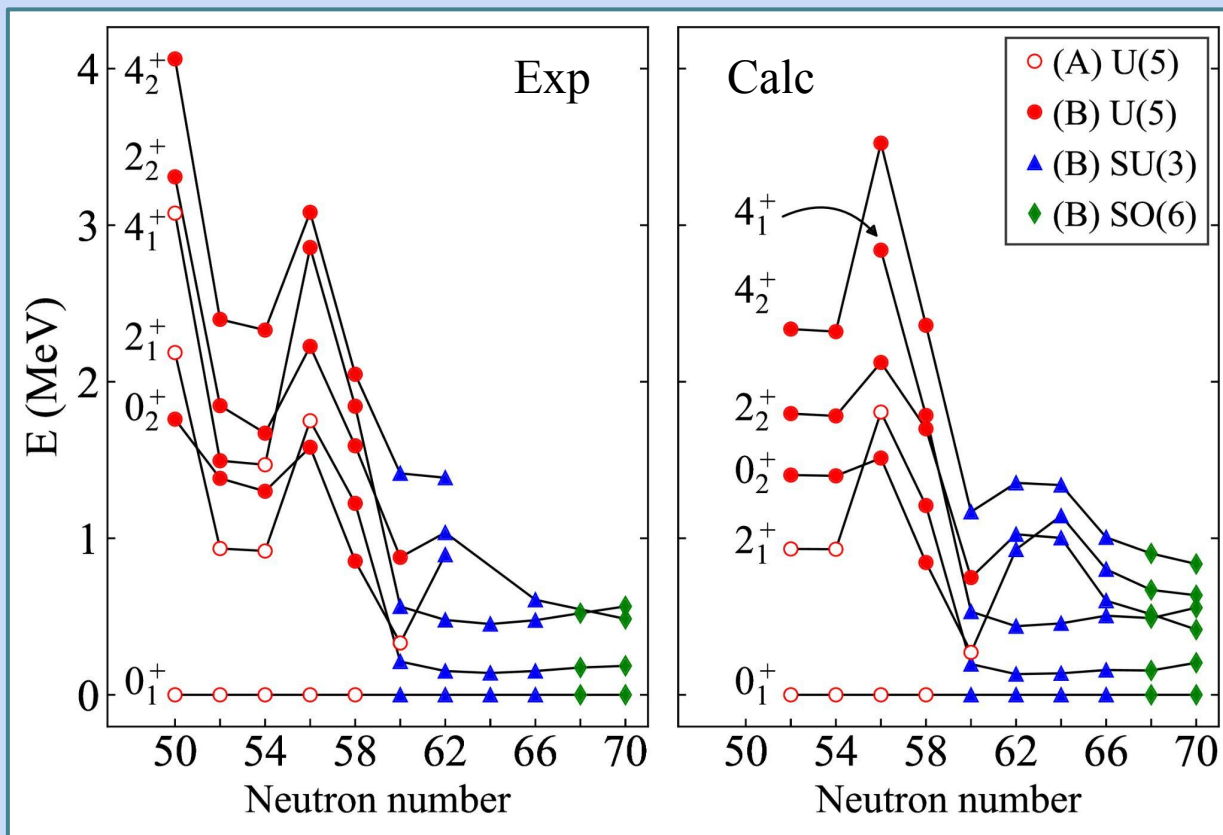 Exp
E (MeV)
4
3
2
1
0
4₂⁺
2₂⁺
4₁⁺
2₁⁺
0₂⁺
0₁⁺
50 54 58 62 66 70
Neutron number
Calc
(A) U(5)
(B) U(5)
(B) SU(3)
(B) SO(6)
4₁⁺
4₂⁺
2₂⁺
0₂⁺
2₁⁺
0₁⁺
50 54 58 62 66 70
Neutron number